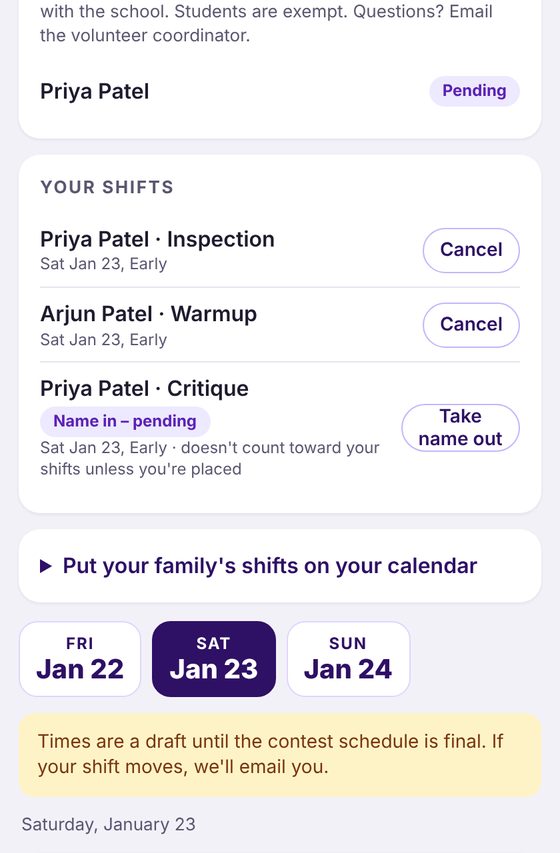 with the school. Students are exempt. Questions? Email
the volunteer coordinator.
Priya Patel
Pending
YOUR SHIFTS
Priya Patel · Inspection
Sat Jan 23, Early
Cancel
Arjun Patel · Warmup
Sat Jan 23, Early
Cancel
Priya Patel · Critique
Name in – pending
Sat Jan 23, Early · doesn't count toward your
shifts unless you're placed
Take
name out
Put your family's shifts on your calendar
FRI
Jan 22
SAT
Jan 23
SUN
Jan 24
Times are a draft until the contest schedule is final. If
your shift moves, we'll email you.
Saturday, January 23